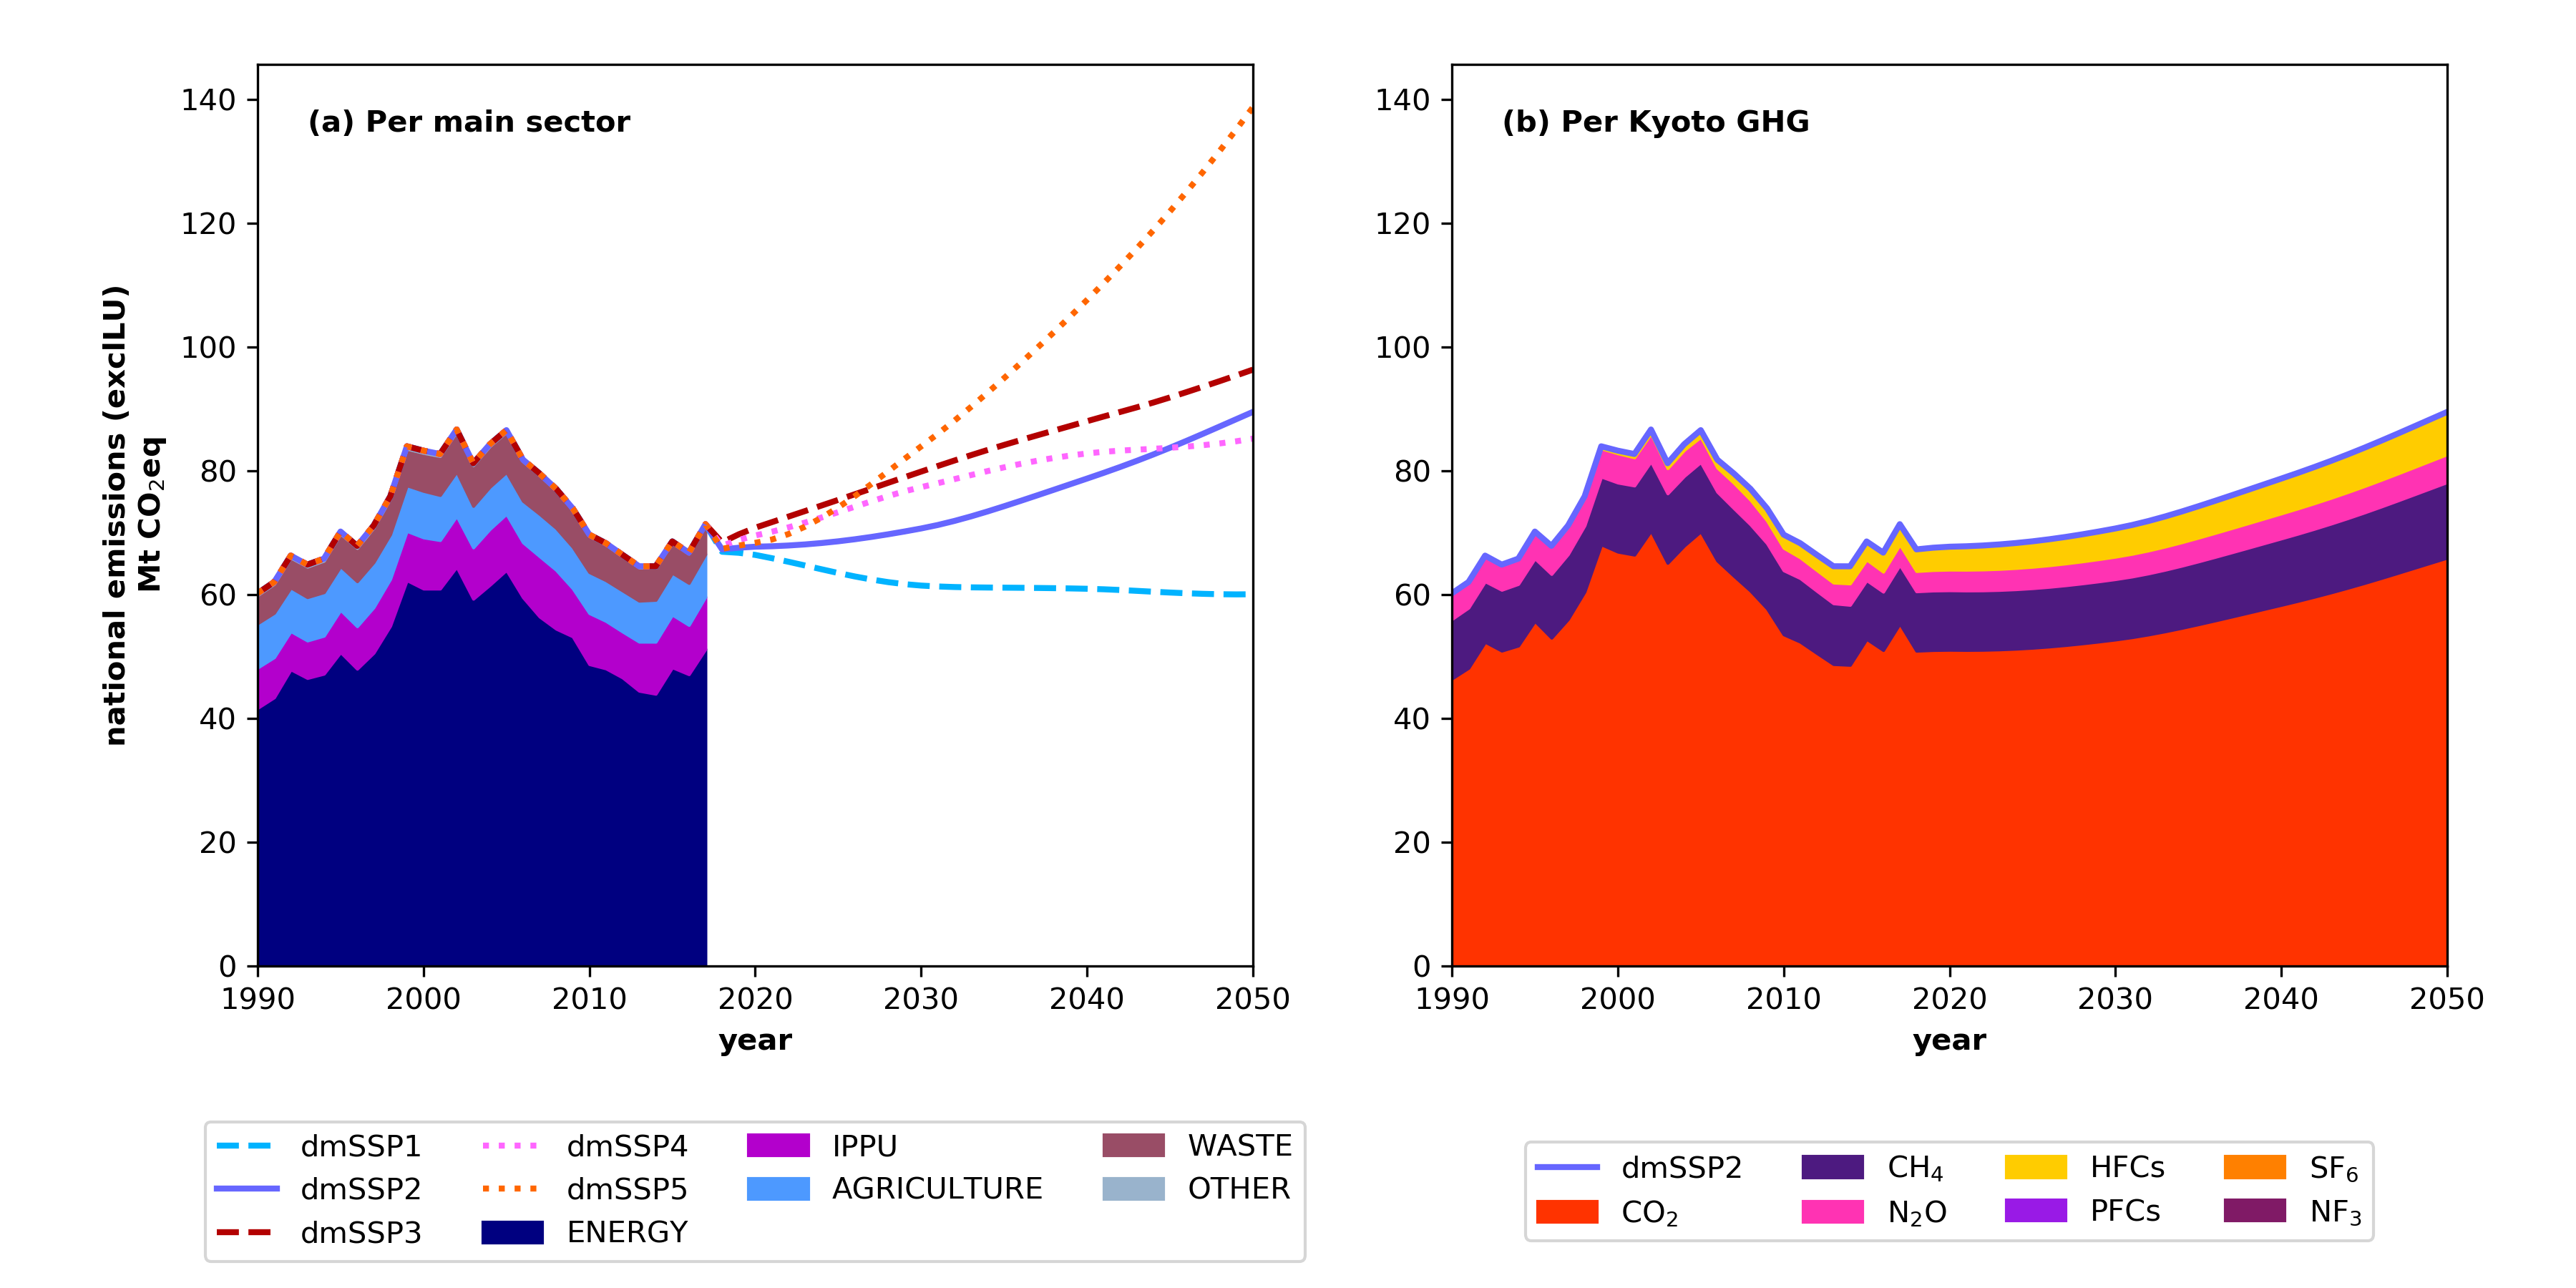 (a) Per main sector
national emissions (exclLU)
Mt CO₂eq
140
120
100
80
60
40
20
0
1990 2000 2010 2020 2030 2040 2050
year
dmSSP1 dmSSP4 IPPU WASTE
dmSSP2 dmSSP5 AGRICULTURE OTHER
dmSSP3 ENERGY
(b) Per Kyoto GHG
140
120
100
80
60
40
20
0
1990 2000 2010 2020 2030 2040 2050
year
dmSSP2 CH₄ HFCs SF₆
CO₂ N₂O PFCs NF₃